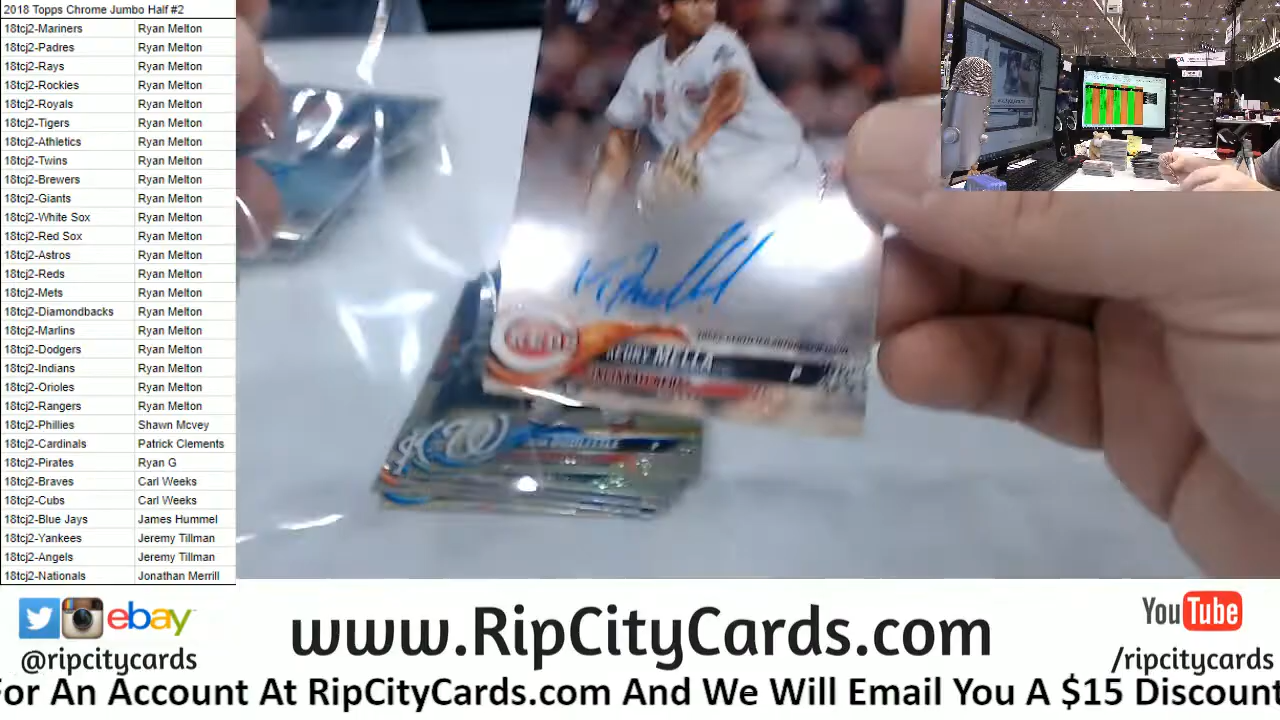 2018 Topps Chrome Jumbo Half #2
18tcj2-Mariners Ryan Melton
18tcj2-Padres Ryan Melton
18tcj2-Rays Ryan Melton
18tcj2-Rockies Ryan Melton
18tcj2-Royals Ryan Melton
18tcj2-Tigers Ryan Melton
18tcj2-Athletics Ryan Melton
18tcj2-Twins Ryan Melton
18tcj2-Brewers Ryan Melton
18tcj2-Giants Ryan Melton
18tcj2-White Sox Ryan Melton
18tcj2-Red Sox Ryan Melton
18tcj2-Astros Ryan Melton
18tcj2-Reds Ryan Melton
18tcj2-Mets Ryan Melton
18tcj2-Diamondbacks Ryan Melton
18tcj2-Marlins Ryan Melton
18tcj2-Dodgers Ryan Melton
18tcj2-Indians Ryan Melton
18tcj2-Orioles Ryan Melton
18tcj2-Rangers Ryan Melton
18tcj2-Phillies Shawn Mcvey
18tcj2-Cardinals Patrick Clements
18tcj2-Pirates Ryan G
18tcj2-Braves Carl Weeks
18tcj2-Cubs Carl Weeks
18tcj2-Blue Jays James Hummel
18tcj2-Yankees Jeremy Tillman
18tcj2-Angels Jeremy Tillman
18tcj2-Nationals Jonathan Merrill
REDS
MELLA
ebay
@ripcitycards
www.RipCityCards.com
YouTube
/ripcitycards
For An Account At RipCityCards.com And We Will Email You A $15 Discount